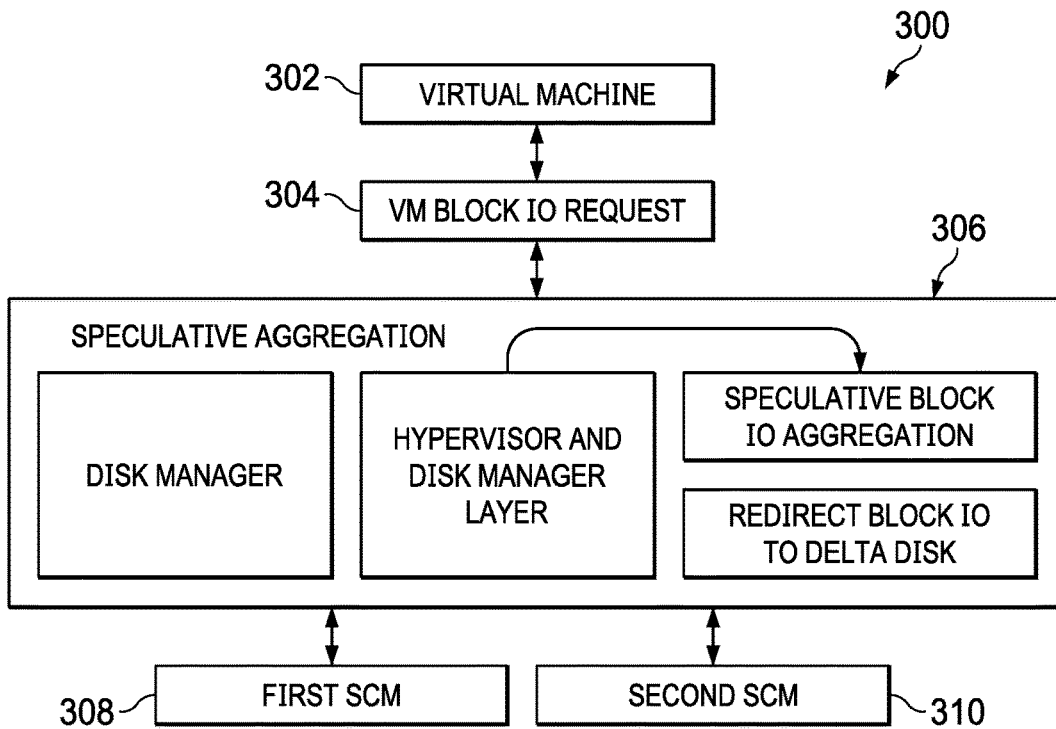 300
302
VIRTUAL MACHINE
304
VM BLOCK IO REQUEST
306
SPECULATIVE AGGREGATION
DISK MANAGER
HYPERVISOR AND
DISK MANAGER
LAYER
SPECULATIVE BLOCK
IO AGGREGATION
REDIRECT BLOCK IO
TO DELTA DISK
308
FIRST SCM
SECOND SCM
310